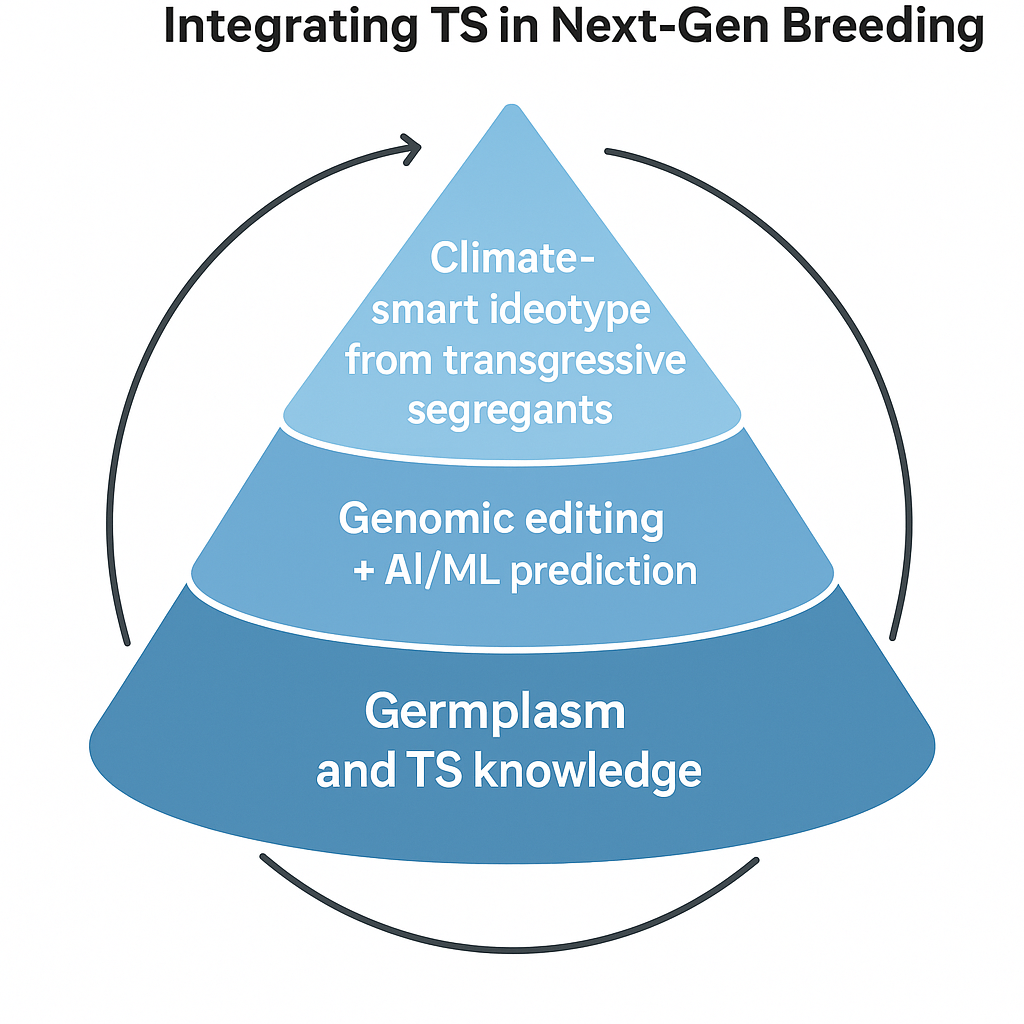 Integrating TS in Next-Gen Breeding
Climate-
smart ideotype
from transgressive
segregants
Genomic editing
+ AI/ML prediction
Germplasm
and TS knowledge